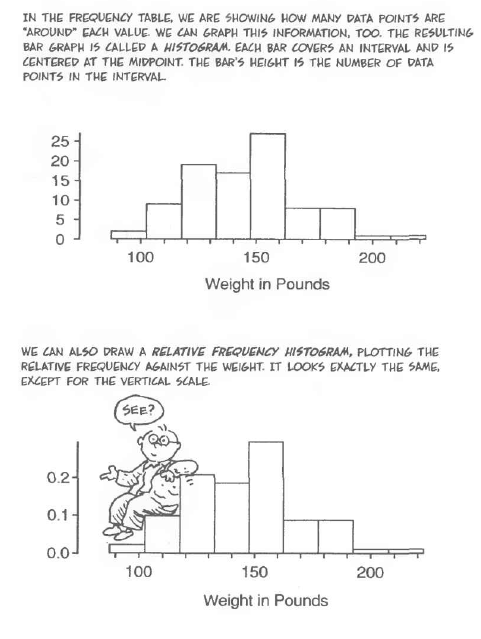 IN THE FREQUENCY TABLE, WE ARE SHOWING HOW MANY DATA POINTS ARE
"AROUND" EACH VALUE. WE CAN GRAPH THIS INFORMATION, TOO. THE RESULTING
BAR GRAPH IS CALLED A HISTOGRAM. EACH BAR COVERS AN INTERVAL AND IS
CENTERED AT THE MIDPOINT. THE BAR'S HEIGHT IS THE NUMBER OF DATA
POINTS IN THE INTERVAL.
25
20
15
10
5
0
100 150 200
Weight in Pounds
WE CAN ALSO DRAW A RELATIVE FREQUENCY HISTOGRAM, PLOTTING THE
RELATIVE FREQUENCY AGAINST THE WEIGHT. IT LOOKS EXACTLY THE SAME,
EXCEPT FOR THE VERTICAL SCALE.
SEE?
0.2
0.1
0.0
100 150 200
Weight in Pounds